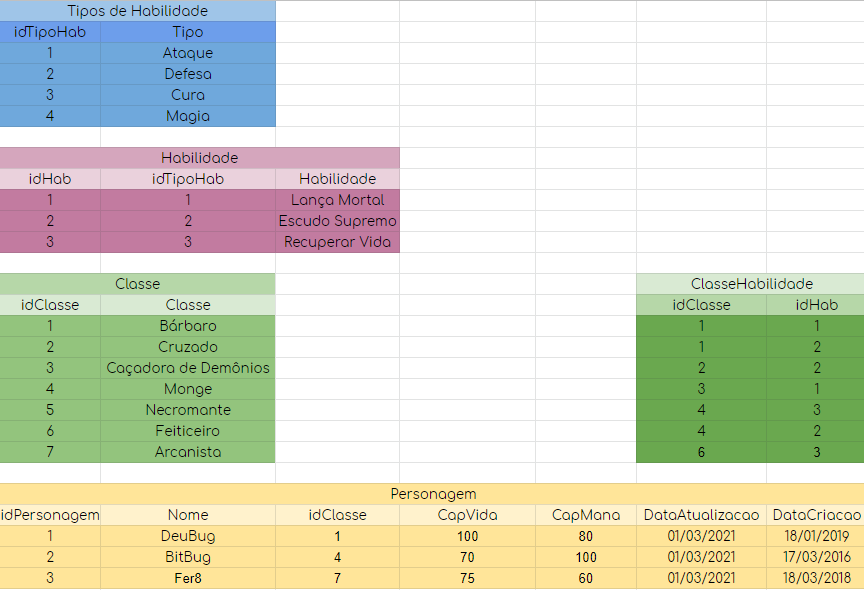 Tipos de Habilidade
idTipoHab Tipo
1 Ataque
2 Defesa
3 Cura
4 Magia
Habilidade
idHab idTipoHab Habilidade
1 1 Lança Mortal
2 2 Escudo Supremo
3 3 Recuperar Vida
Classe ClasseHabilidade
idClasse Classe idClasse idHab
1 Bárbaro 1 1
2 Cruzado 1 2
3 Caçadora de Demônios 2 2
4 Monge 3 1
5 Necromante 4 3
6 Feiticeiro 4 2
7 Arcanista 6 3
Personagem
idPersonagem Nome idClasse CapVida CapMana DataAtualizacao DataCriacao
1 DeuBug 1 100 80 01/03/2021 18/01/2019
2 BitBug 4 70 100 01/03/2021 17/03/2016
3 Fer8 7 75 60 01/03/2021 18/03/2018